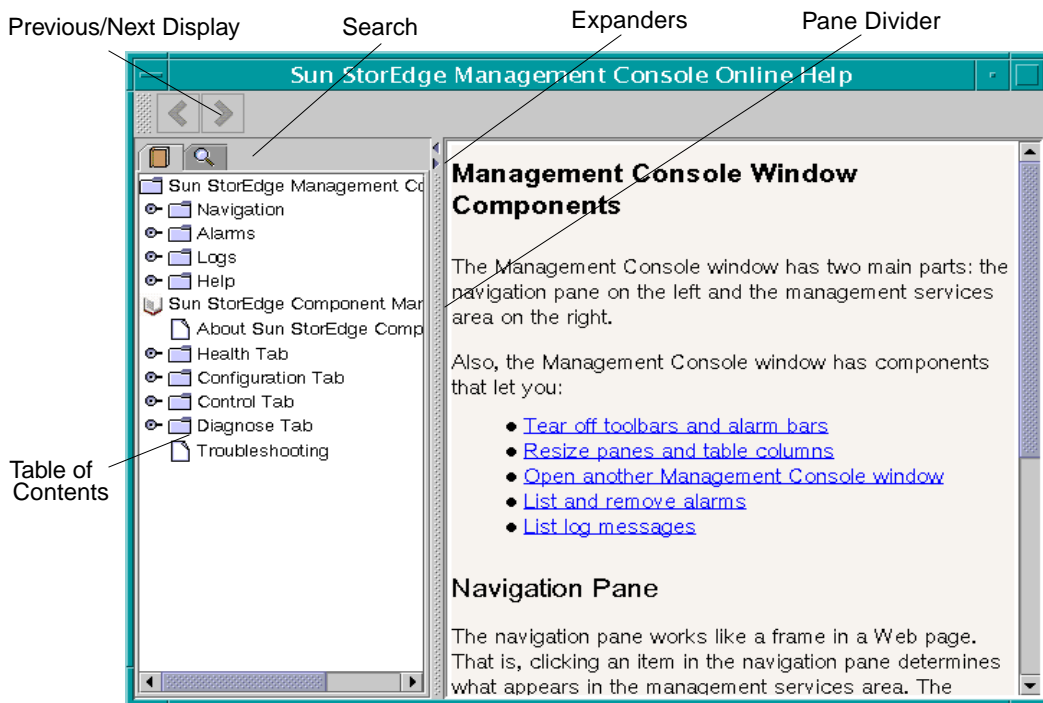 Previous/Next Display
Search
Expanders
Pane Divider
Sun StorEdge Management Console Online Help
Sun StorEdge Management Co
Navigation
Alarms
Logs
Help
Sun StorEdge Component Man
About Sun StorEdge Comp
Health Tab
Configuration Tab
Control Tab
Diagnose Tab
Troubleshooting
Table of
Contents
Management Console Window
Components
The Management Console window has two main parts: the
navigation pane on the left and the management services
area on the right.
Also, the Management Console window has components
that let you:
• Tear off toolbars and alarm bars
• Resize panes and table columns
• Open another Management Console window
• List and remove alarms
• List log messages
Navigation Pane
The navigation pane works like a frame in a Web page.
That is, clicking an item in the navigation pane determines
what appears in the management services area. The